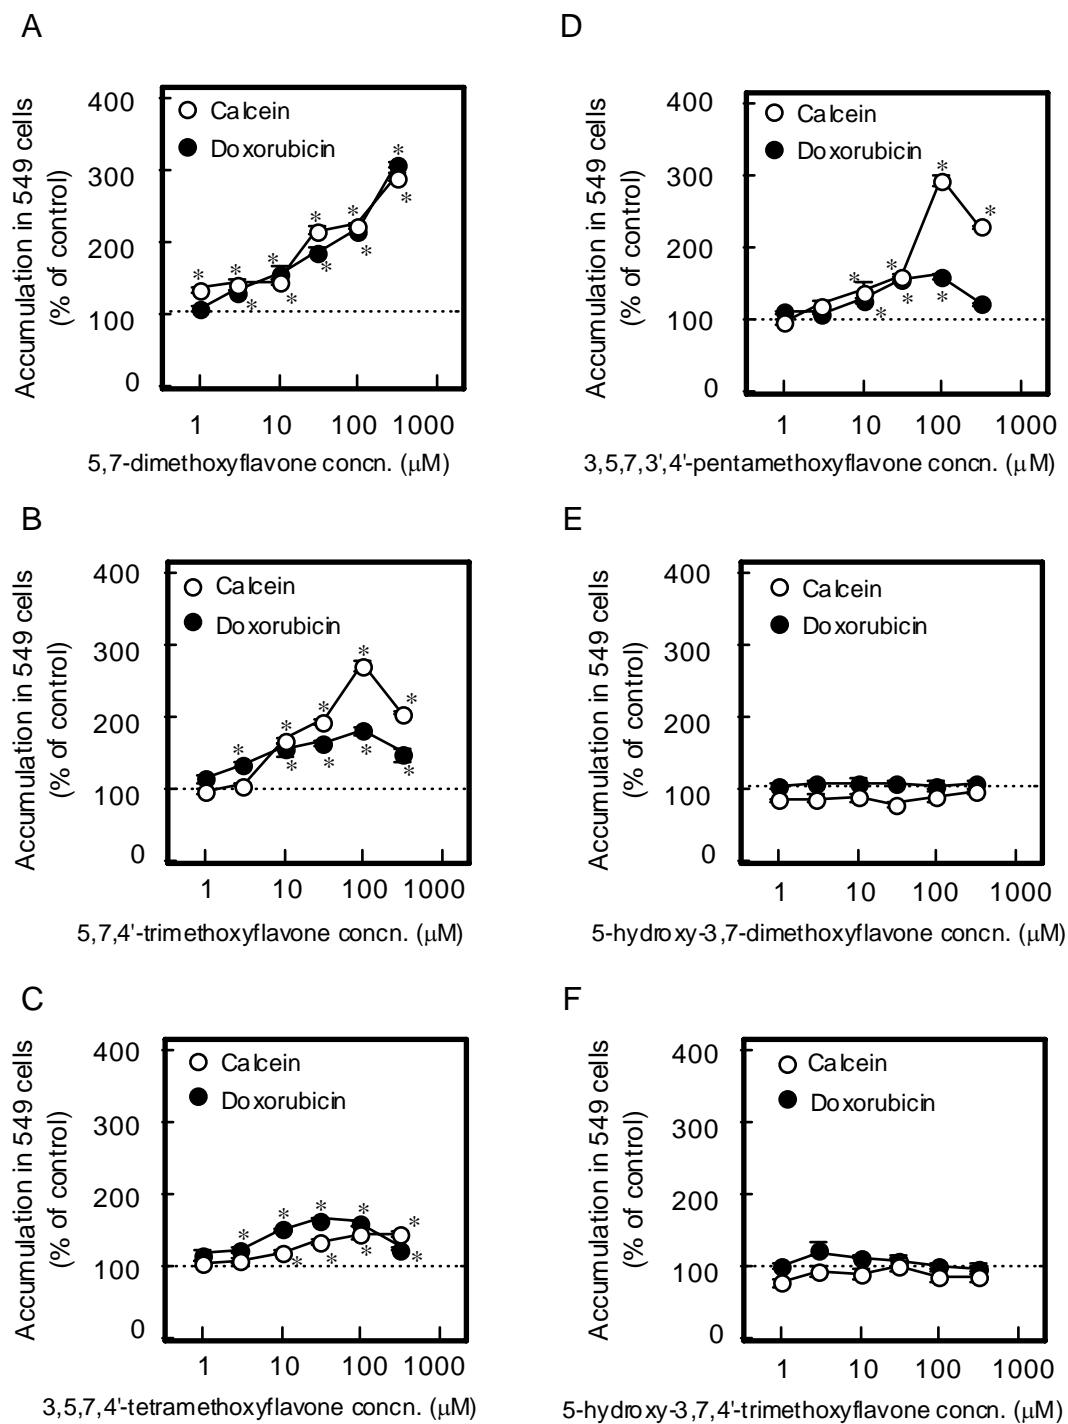 A
Accumulation in 549 cells
(% of control)
400
300
200
100
0
Calcein
Doxorubicin
* * * * * *
* * * * *
1 10 100 1000
5,7-dimethoxyflavone concn. (μM)
D
Accumulation in 549 cells
(% of control)
400
300
200
100
0
Calcein
Doxorubicin
* * * *
* * *
1 10 100 1000
3,5,7,3',4'-pentamethoxyflavone concn. (μM)
B
Accumulation in 549 cells
(% of control)
400
300
200
100
0
Calcein
Doxorubicin
* * * * *
* * * *
1 10 100 1000
5,7,4'-trimethoxyflavone concn. (μM)
E
Accumulation in 549 cells
(% of control)
400
300
200
100
0
Calcein
Doxorubicin
1 10 100 1000
5-hydroxy-3,7-dimethoxyflavone concn. (μM)
C
Accumulation in 549 cells
(% of control)
400
300
200
100
0
Calcein
Doxorubicin
* * * * *
* * * *
1 10 100 1000
3,5,7,4'-tetramethoxyflavone concn. (μM)
F
Accumulation in 549 cells
(% of control)
400
300
200
100
0
Calcein
Doxorubicin
1 10 100 1000
5-hydroxy-3,7,4'-trimethoxyflavone concn. (μM)